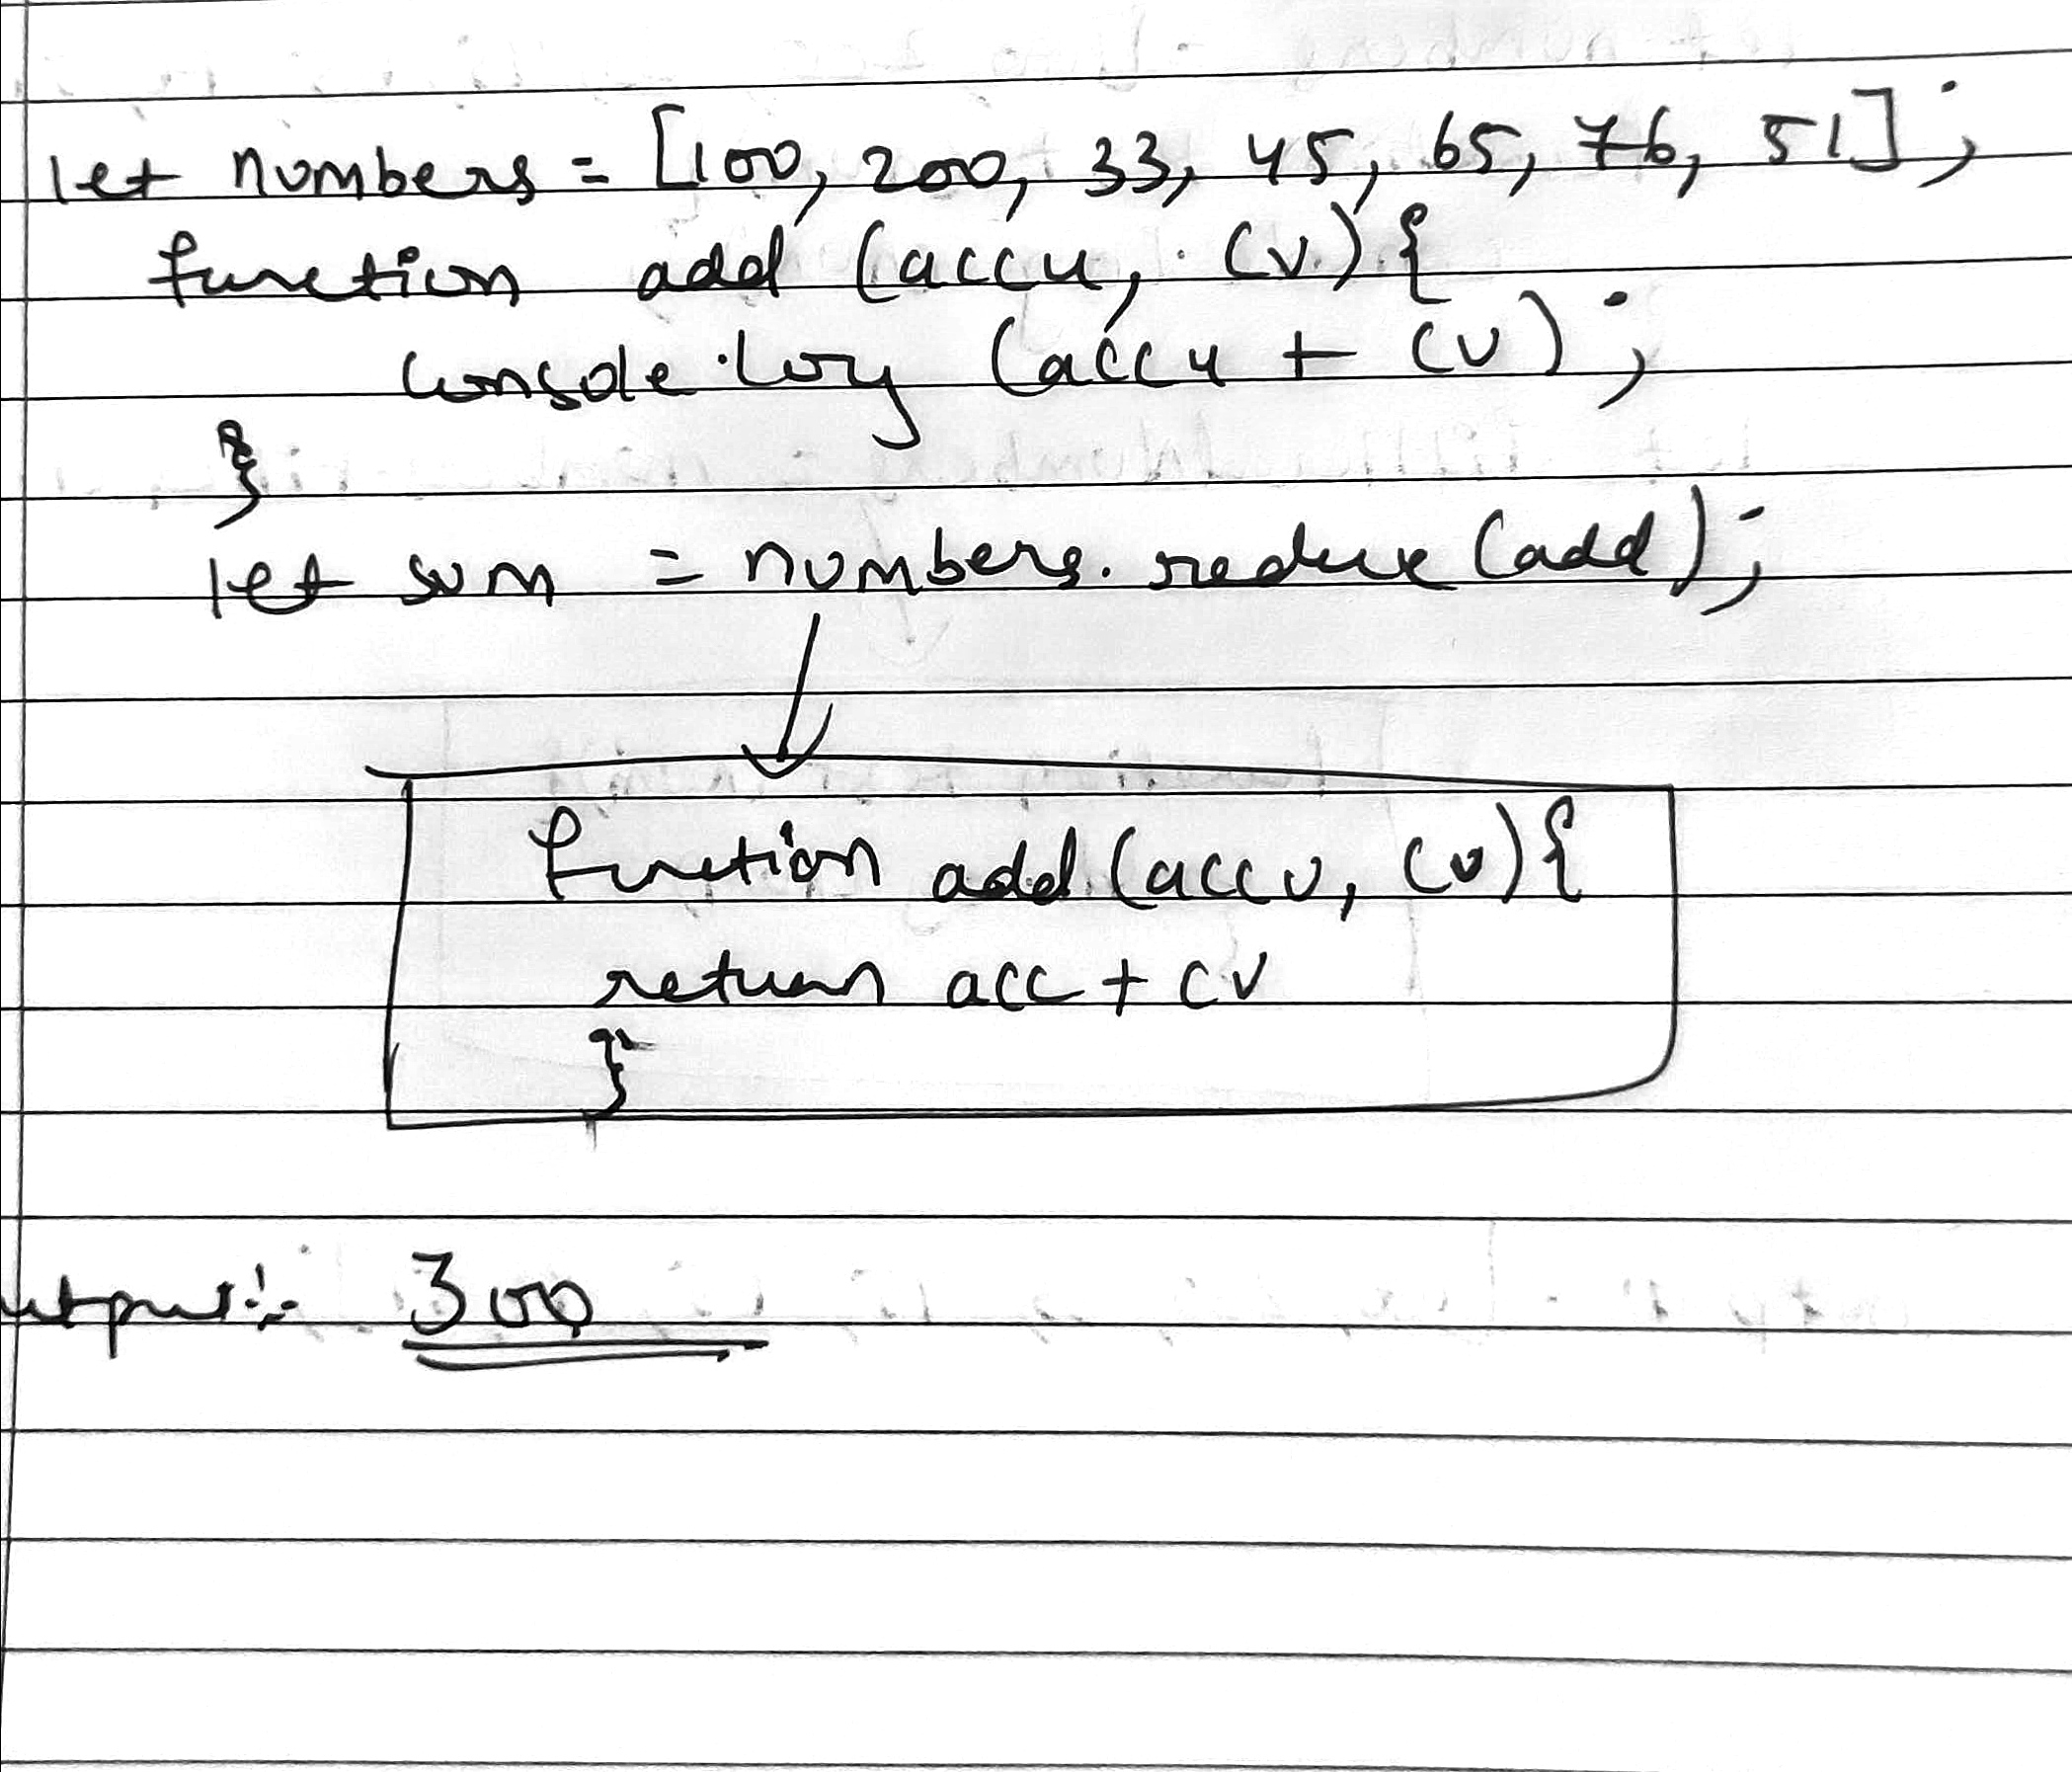 let numbers = [100, 200, 33, 45, 65, 76, 51];
function add (accu, cv) {
console.log (accu + cv);
}
let sum = numbers.reduce (add);
function add (accu, cv) {
return acc + cv
}
utput:- 300